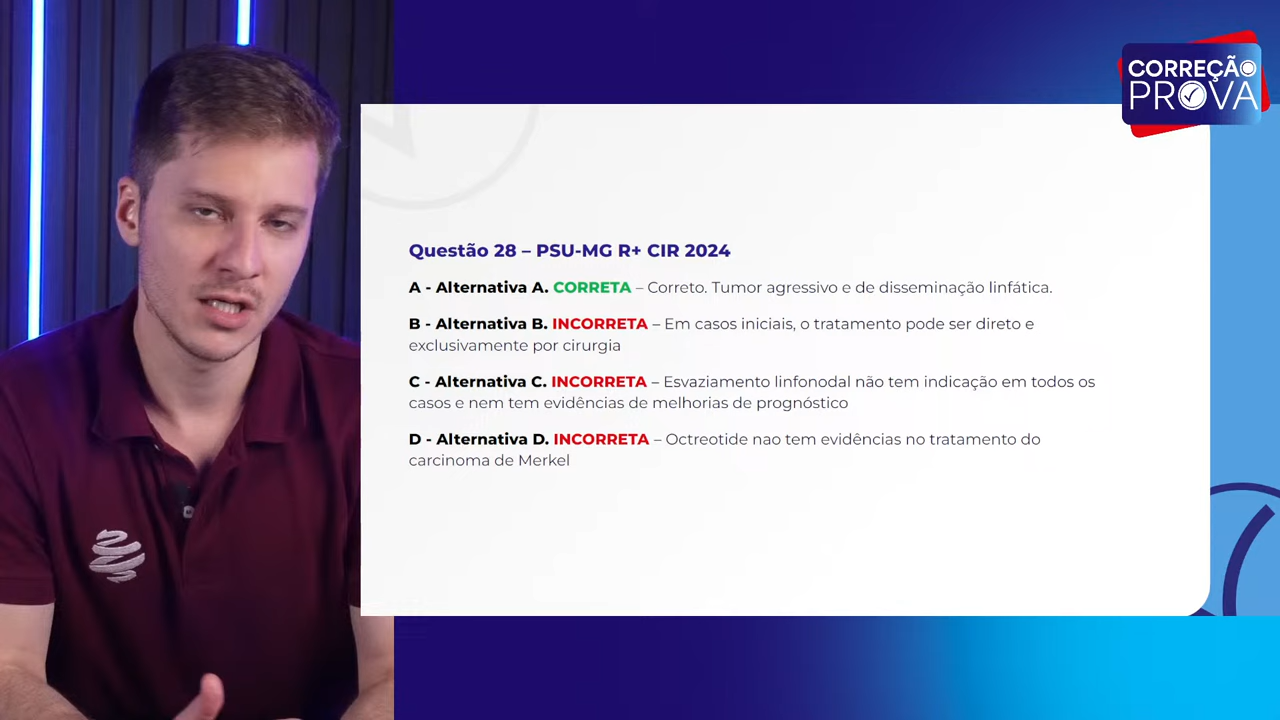 CORREÇÃO
PROVA
Questão 28 – PSU-MG R+ CIR 2024
A - Alternativa A. CORRETA – Correto. Tumor agressivo e de disseminação linfática.
B - Alternativa B. INCORRETA – Em casos iniciais, o tratamento pode ser direto e
exclusivamente por cirurgia
C - Alternativa C. INCORRETA – Esvaziamento linfonodal não tem indicação em todos os
casos e nem tem evidências de melhorias de prognóstico
D - Alternativa D. INCORRETA – Octreotide nao tem evidências no tratamento do
carcinoma de Merkel